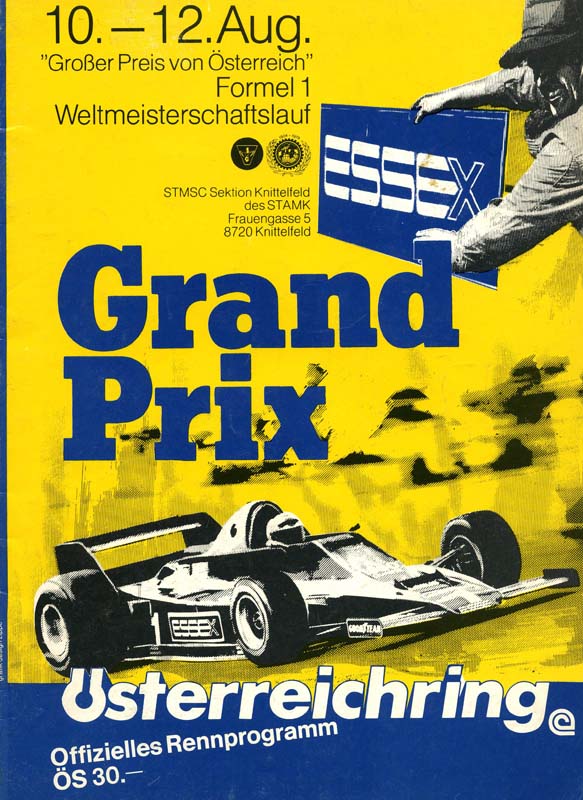 10.–12. Aug.
"Großer Preis von Österreich"
Formel 1
Weltmeisterschaftslauf
ESSEX
STMSC Sektion Knittelfeld
des STAMK
Frauengasse 5
8720 Knittelfeld
Grand
Prix
1
ESSEX
GOODYEAR
Österreichring
Offizielles Rennprogramm
ÖS 30.—